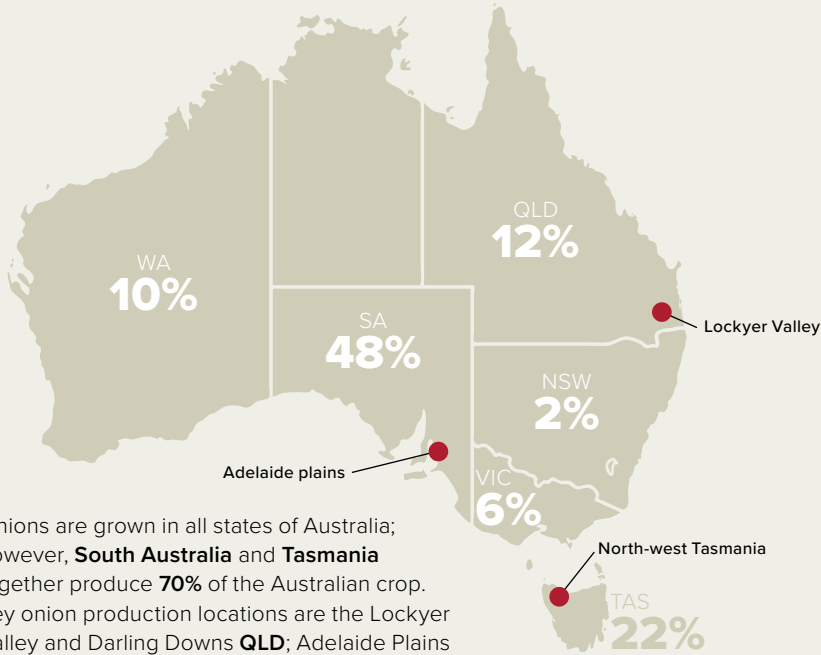 QLD
12%
WA
10%
SA
48%
Lockyer Valley
NSW
2%
Adelaide plains
VIC
6%
nions are grown in all states of Australia;
owever, South Australia and Tasmania
gether produce 70% of the Australian crop.
ey onion production locations are the Lockyer
alley and Darling Downs QLD; Adelaide Plains
North-west Tasmania
TAS
22%